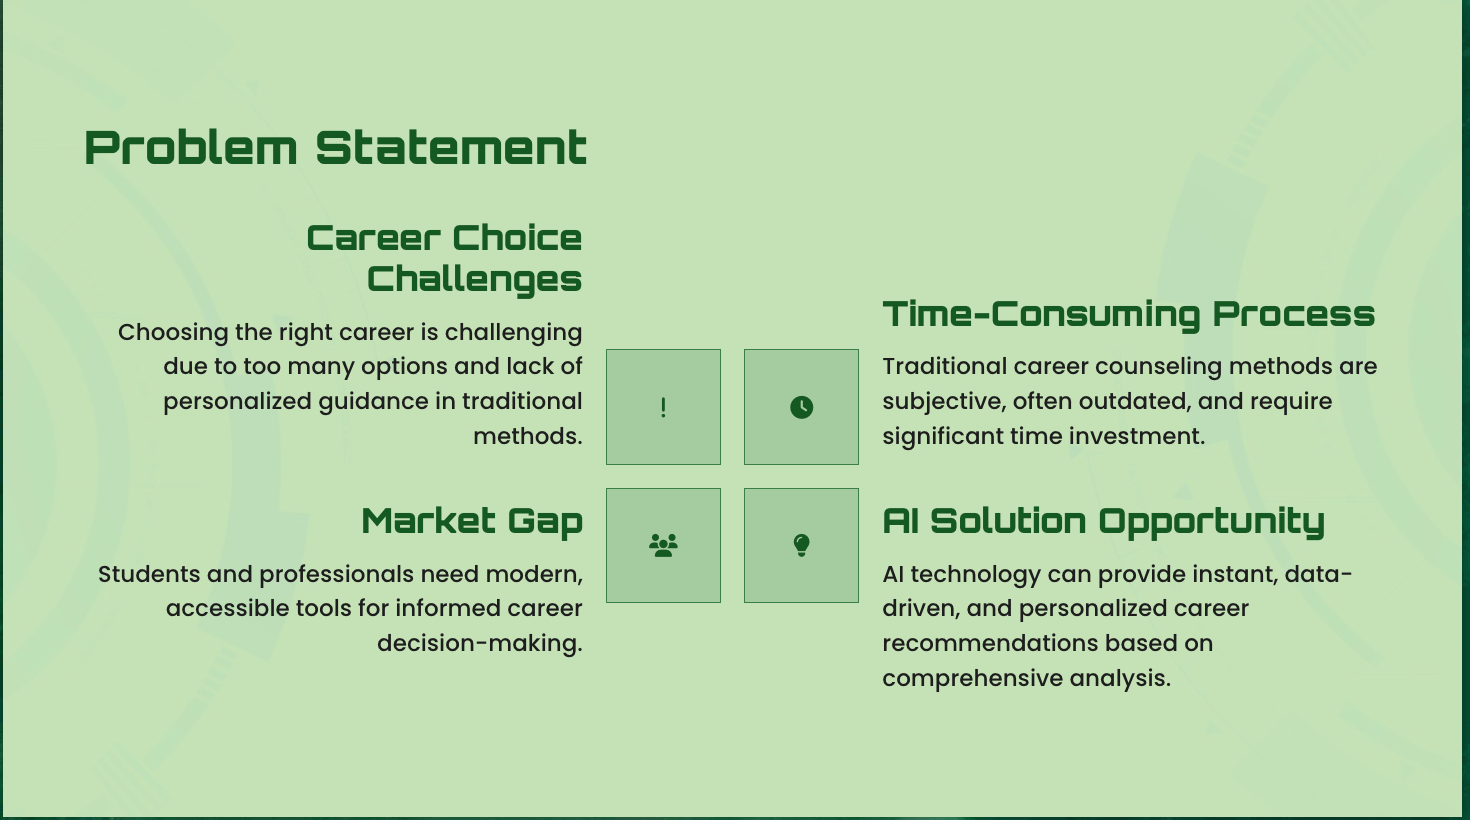 Problem Statement
Career Choice
Challenges
Choosing the right career is challenging
due to too many options and lack of
personalized guidance in traditional
methods.
Time-Consuming Process
Traditional career counseling methods are
subjective, often outdated, and require
significant time investment.
Market Gap
Students and professionals need modern,
accessible tools for informed career
decision-making.
AI Solution Opportunity
AI technology can provide instant, data-
driven, and personalized career
recommendations based on
comprehensive analysis.